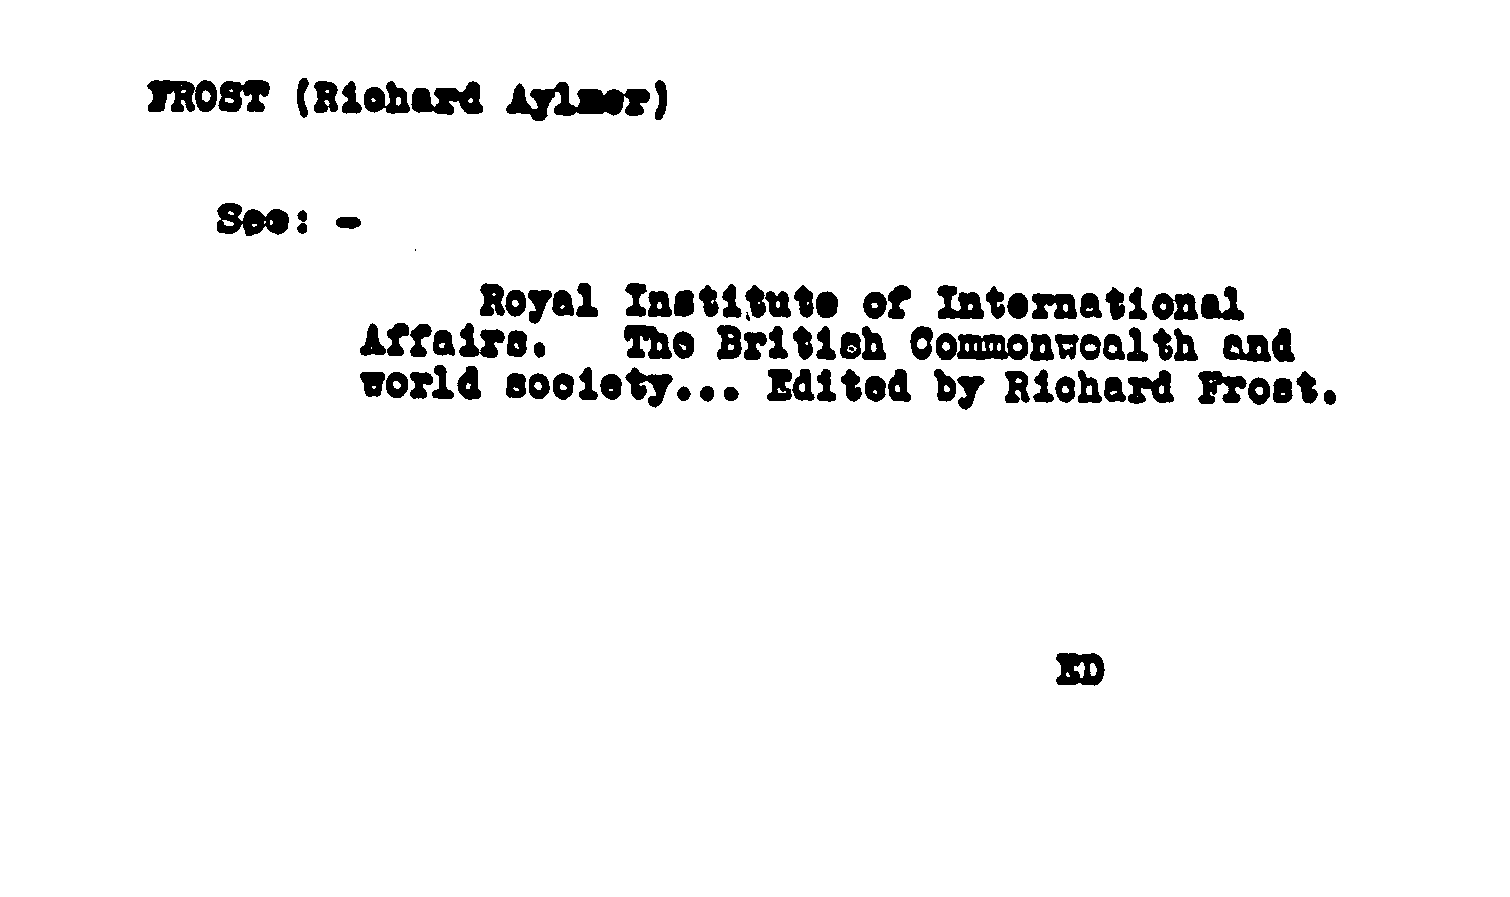 FROST (Richard Aylmer)
See: -
Royal Institute of International
Affairs. The British Commonwealth and
world society... Edited by Richard Frost.
ED